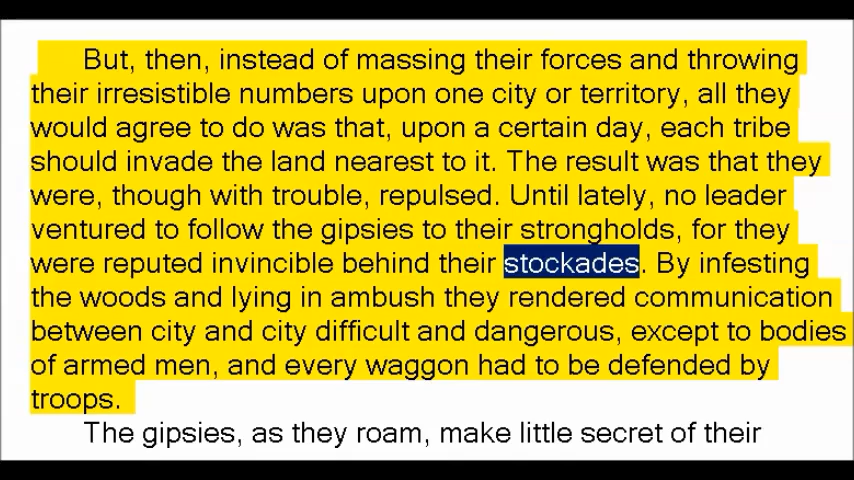 But, then, instead of massing their forces and throwing
their irresistible numbers upon one city or territory, all they
would agree to do was that, upon a certain day, each tribe
should invade the land nearest to it. The result was that they
were, though with trouble, repulsed. Until lately, no leader
ventured to follow the gipsies to their strongholds, for they
were reputed invincible behind their stockades. By infesting
the woods and lying in ambush they rendered communication
between city and city difficult and dangerous, except to bodies
of armed men, and every waggon had to be defended by
troops.
The gipsies, as they roam, make little secret of their